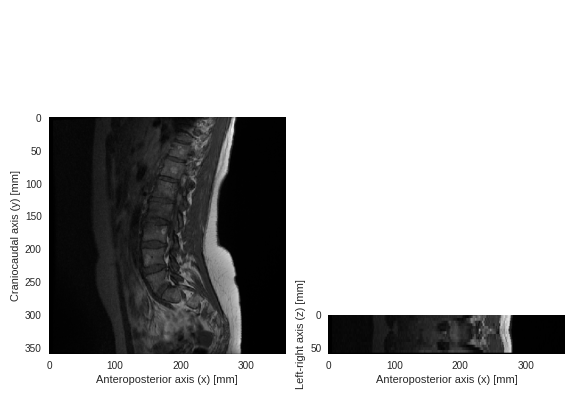 0
50
100
150
200
250
300
350
Craniocaudal axis (y) [mm]
0 100 200 300
Anteroposterior axis (x) [mm]
0
50
Left-right axis (z) [mm]
0 100 200 300
Anteroposterior axis (x) [mm]